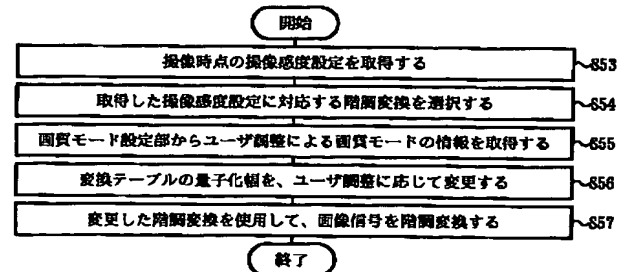 開始
撮像時点の撮像感度設定を取得する
S53
取得した撮像感度設定に対応する階調変換を選択する
S54
画質モード設定部からユーザ調整による画質モードの情報を取得する
S55
変換テーブルの量子化幅を、ユーザ調整に応じて変更する
S56
変更した階調変換を使用して、画像信号を階調変換する
S57
終了